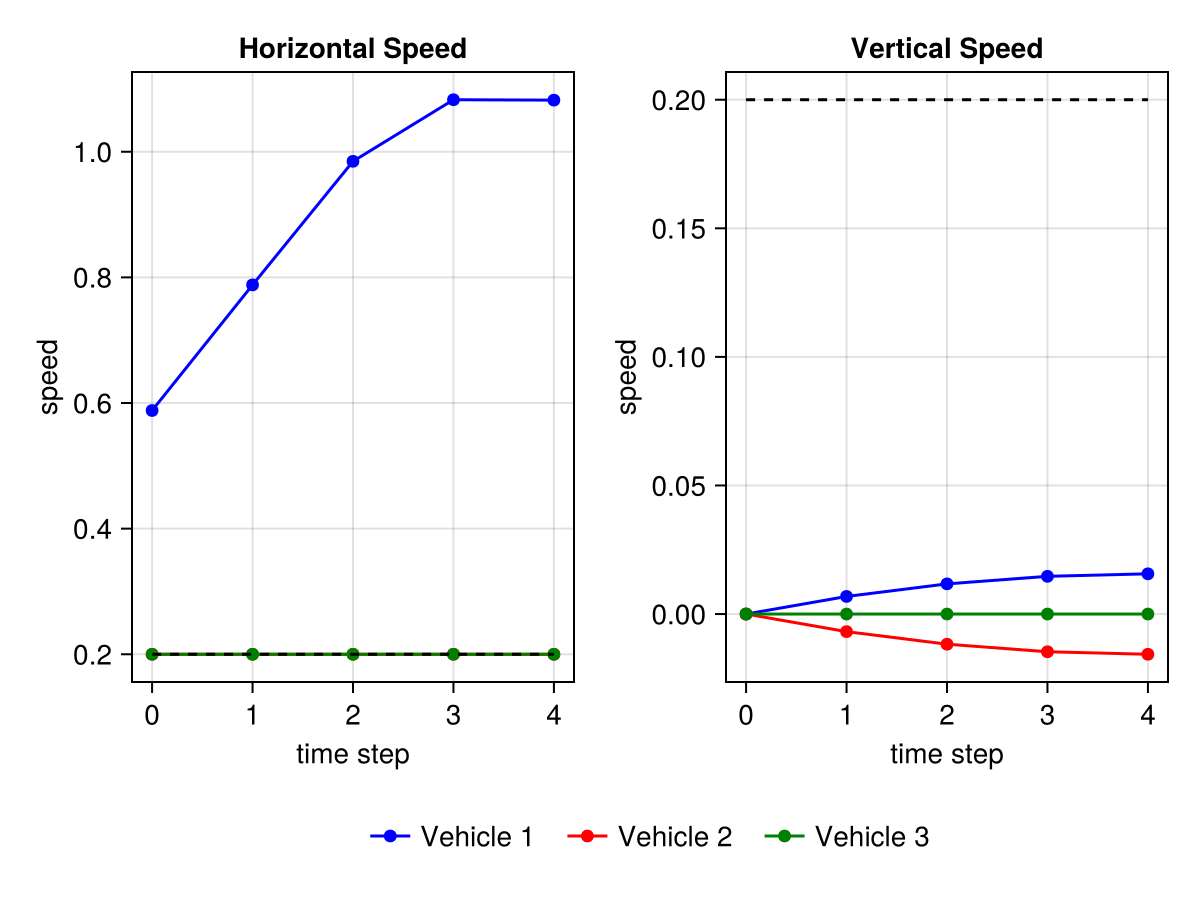 Horizontal Speed
1.0
0.8
0.6
0.4
0.2
speed
0 1 2 3 4
time step
Vertical Speed
0.20
0.15
0.10
0.05
0.00
speed
0 1 2 3 4
time step
Vehicle 1 Vehicle 2 Vehicle 3